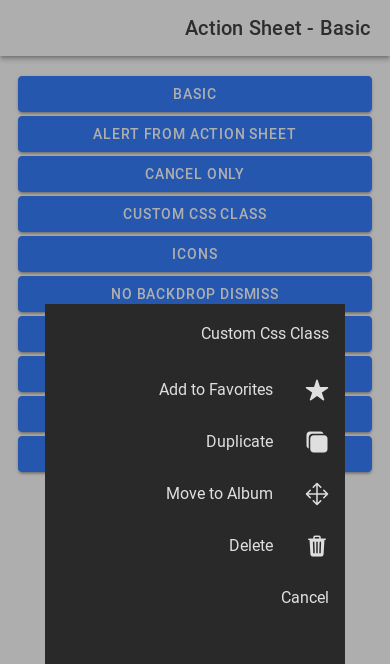 Action Sheet - Basic
BASIC
ALERT FROM ACTION SHEET
CANCEL ONLY
CUSTOM CSS CLASS
ICONS
NO BACKDROP DISMISS
Custom Css Class
Add to Favorites
Duplicate
Move to Album
Delete
Cancel